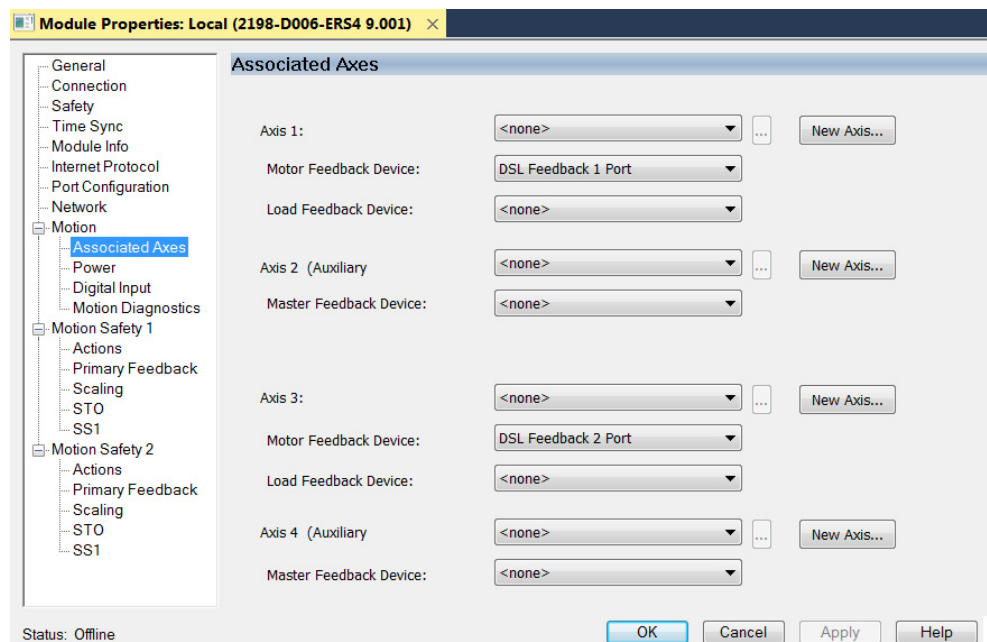 Module Properties: Local (2198-D006-ERS4 9.001) ×
General
Connection
Safety
Time Sync
Module Info
Internet Protocol
Port Configuration
Network
Motion
Associated Axes
Power
Digital Input
Motion Diagnostics
Motion Safety 1
Actions
Primary Feedback
Scaling
STO
SS1
Motion Safety 2
Actions
Primary Feedback
Scaling
STO
SS1
Associated Axes
Axis 1: <none> ... New Axis...
Motor Feedback Device: DSL Feedback 1 Port
Load Feedback Device: <none>
Axis 2 (Auxiliary <none> ... New Axis...
Master Feedback Device: <none>
Axis 3: <none> ... New Axis...
Motor Feedback Device: DSL Feedback 2 Port
Load Feedback Device: <none>
Axis 4 (Auxiliary <none> ... New Axis...
Master Feedback Device: <none>
Status: Offline OK Cancel Apply Help